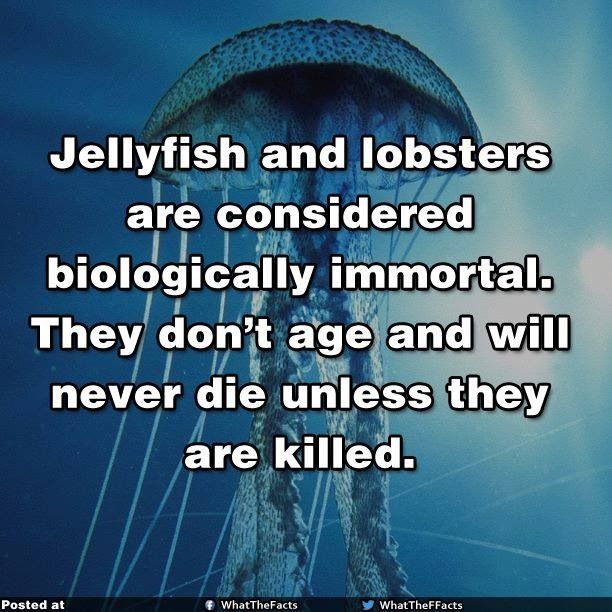 Jellyfish and lobsters
are considered
biologically immortal.
They don't age and will
never die unless they
are killed.
Posted at WhatTheFacts WhatTheFFacts